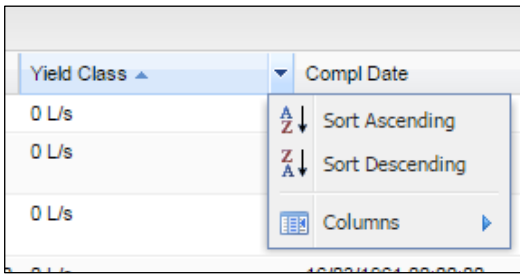 Yield Class Compl Date
0 L/s
Sort Ascending
0 L/s
Sort Descending
0 L/s
Columns